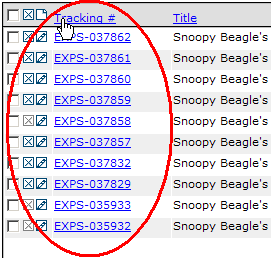 Tracking # Title
EXPS-037862 Snoopy Beagle's
EXPS-037861 Snoopy Beagle's
EXPS-037860 Snoopy Beagle's
EXPS-037859 Snoopy Beagle's
EXPS-037858 Snoopy Beagle's
EXPS-037857 Snoopy Beagle's
EXPS-037832 Snoopy Beagle's
EXPS-037829 Snoopy Beagle's
EXPS-035933 Snoopy Beagle's
EXPS-035932 Snoopy Beagle's